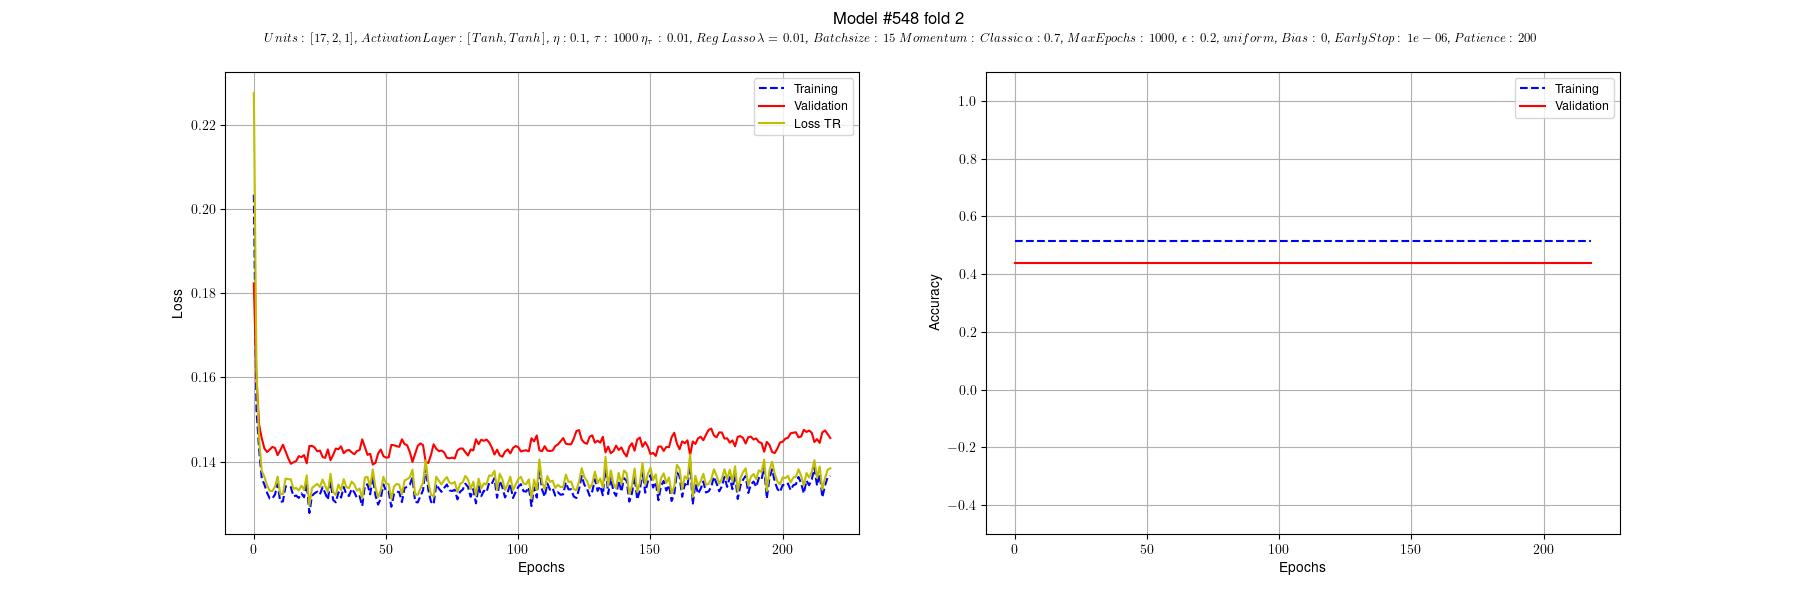 Model #548 fold 2
Units : [17, 2, 1], ActivationLayer : [Tanh, Tanh], η : 0.1, τ : 1000 η_τ : 0.01, Reg Lasso λ = 0.01, Batchsize : 15 Momentum : Classic α : 0.7, MaxEpochs : 1000, ϵ : 0.2, uniform, Bias : 0, EarlyStop : 1e − 06, Patience : 200
Training
Validation
Loss TR
0.22
0.20
0.18
0.16
0.14
Loss
0
50
100
150
200
Epochs
Training
Validation
1.0
0.8
0.6
0.4
0.2
0.0
−0.2
−0.4
Accuracy
0
50
100
150
200
Epochs